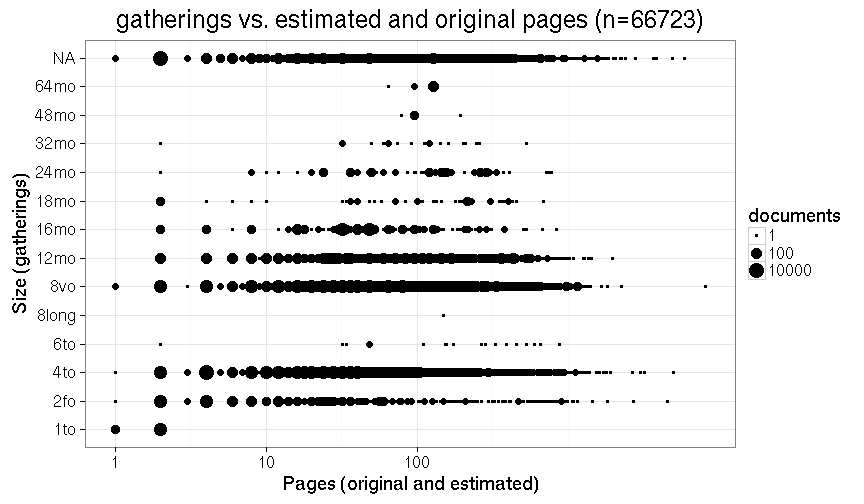 gatherings vs. estimated and original pages (n=66723)
NA
64mo
48mo
32mo
24mo
18mo
16mo
12mo
8vo
8long
6to
4to
2fo
1to
Size (gatherings)
1
10
100
Pages (original and estimated)
documents
1
100
10000